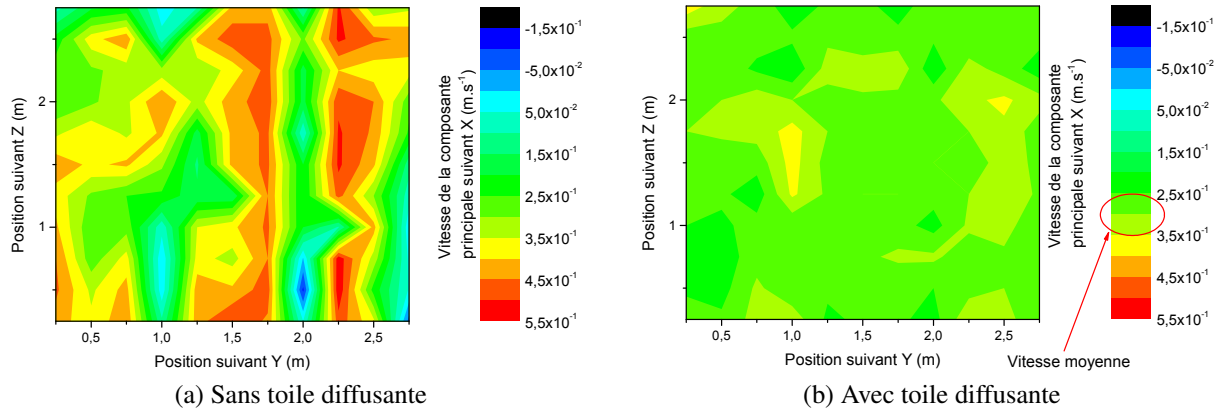 Position suivant Z (m)
2
1
0,5
1,0
1,5
2,0
2,5
Position suivant Y (m)
Vitesse de la composante
principale suivant X (m.s⁻¹)
-1,5x10⁻¹
-5,0x10⁻²
5,0x10⁻²
1,5x10⁻¹
2,5x10⁻¹
3,5x10⁻¹
4,5x10⁻¹
5,5x10⁻¹
(a) Sans toile diffusante
Position suivant Z (m)
2
1
0,5
1,0
1,5
2,0
2,5
Position suivant Y (m)
Vitesse de la composante
principale suivant X (m.s⁻¹)
-1,5x10⁻¹
-5,0x10⁻²
5,0x10⁻²
1,5x10⁻¹
2,5x10⁻¹
3,5x10⁻¹
4,5x10⁻¹
5,5x10⁻¹
Vitesse moyenne
(b) Avec toile diffusante